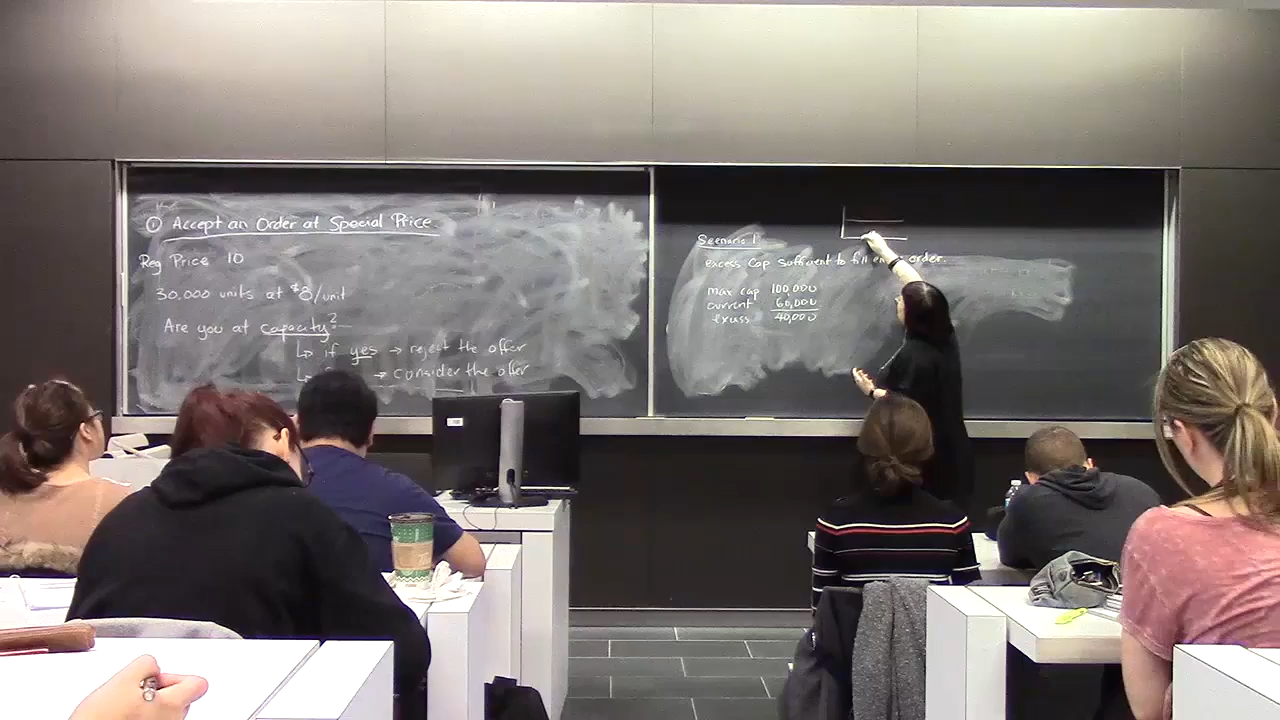 ① Accept an Order at Special Price
Reg Price 10
30,000 units at $8/unit
Are you at capacity?
↳ if yes → reject the offer
↳ → consider the offer
Scenario 1
excess cap sufficient to fill order.
max cap 100,000
current 60,000
excess 40,000